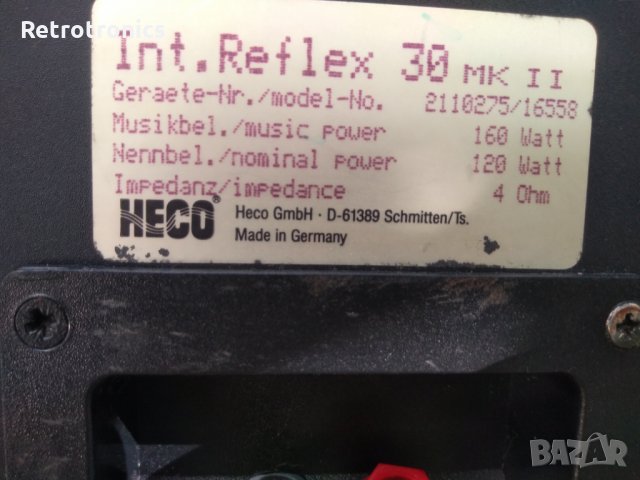 Retrotronics
Int.Reflex 30 MK II
Geraete-Nr./model-No. 2110275/16558
Musikbel./music power 160 Watt
Nennbel./nominal power 120 Watt
Impedanz/impedance 4 Ohm
HECO® Heco GmbH · D-61389 Schmitten/Ts.
Made in Germany
BAZAR